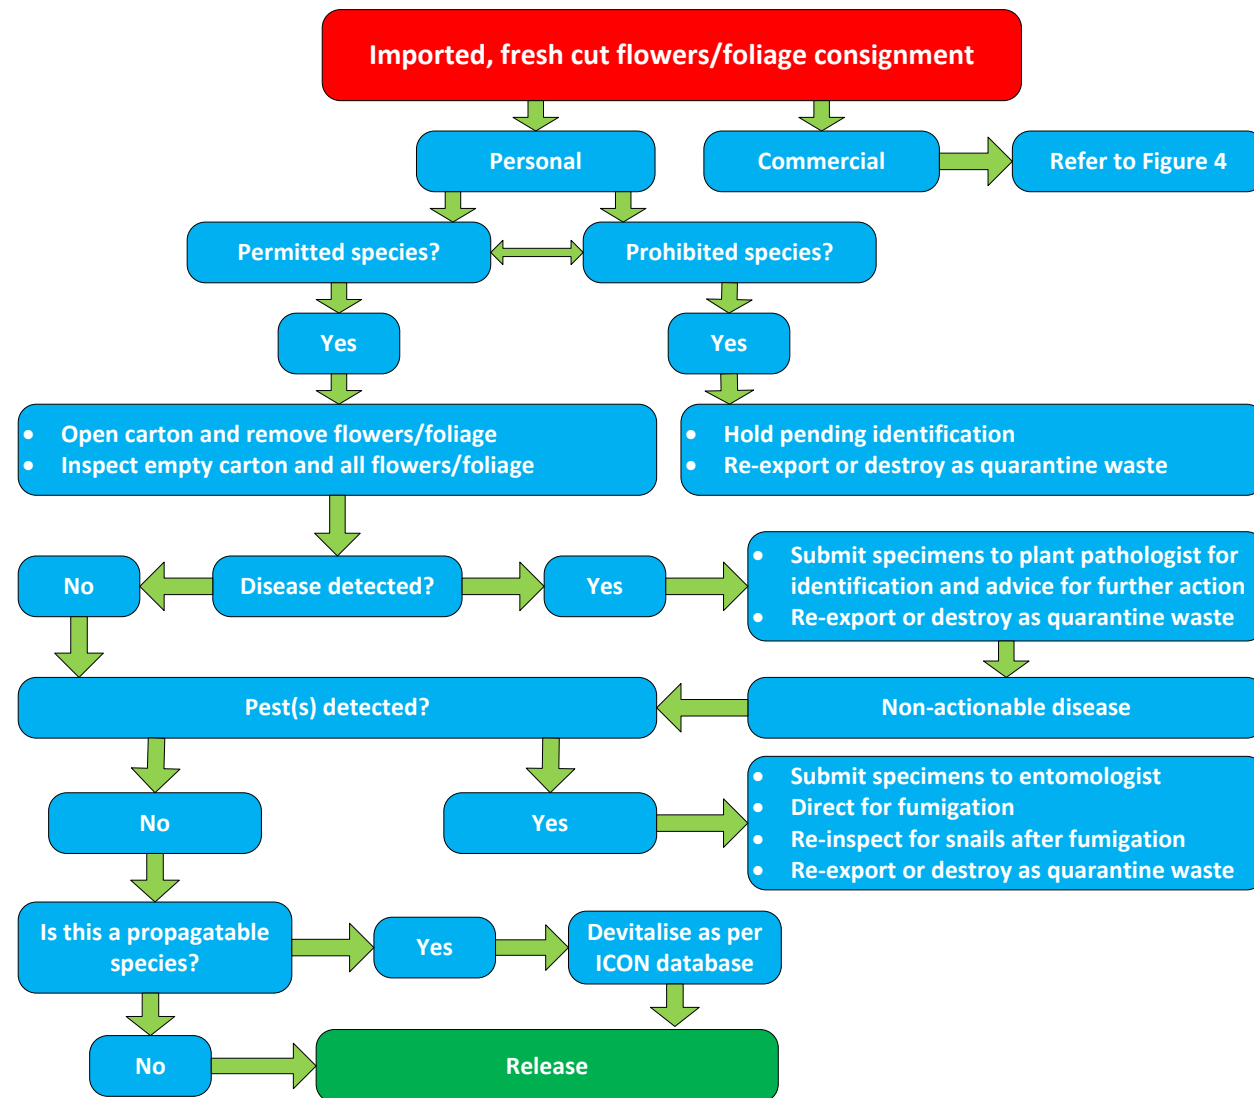 Imported, fresh cut flowers/foliage consignment
Personal
Commercial
Refer to Figure 4
Permitted species?
Prohibited species?
Yes
Yes
• Open carton and remove flowers/foliage
• Inspect empty carton and all flowers/foliage
• Hold pending identification
• Re-export or destroy as quarantine waste
No
Disease detected?
Yes
• Submit specimens to plant pathologist for
identification and advice for further action
• Re-export or destroy as quarantine waste
Pest(s) detected?
Non-actionable disease
No
Yes
• Submit specimens to entomologist
• Direct for fumigation
• Re-inspect for snails after fumigation
• Re-export or destroy as quarantine waste
Is this a propagatable
species?
Yes
Devitalise as per
ICON database
No
Release